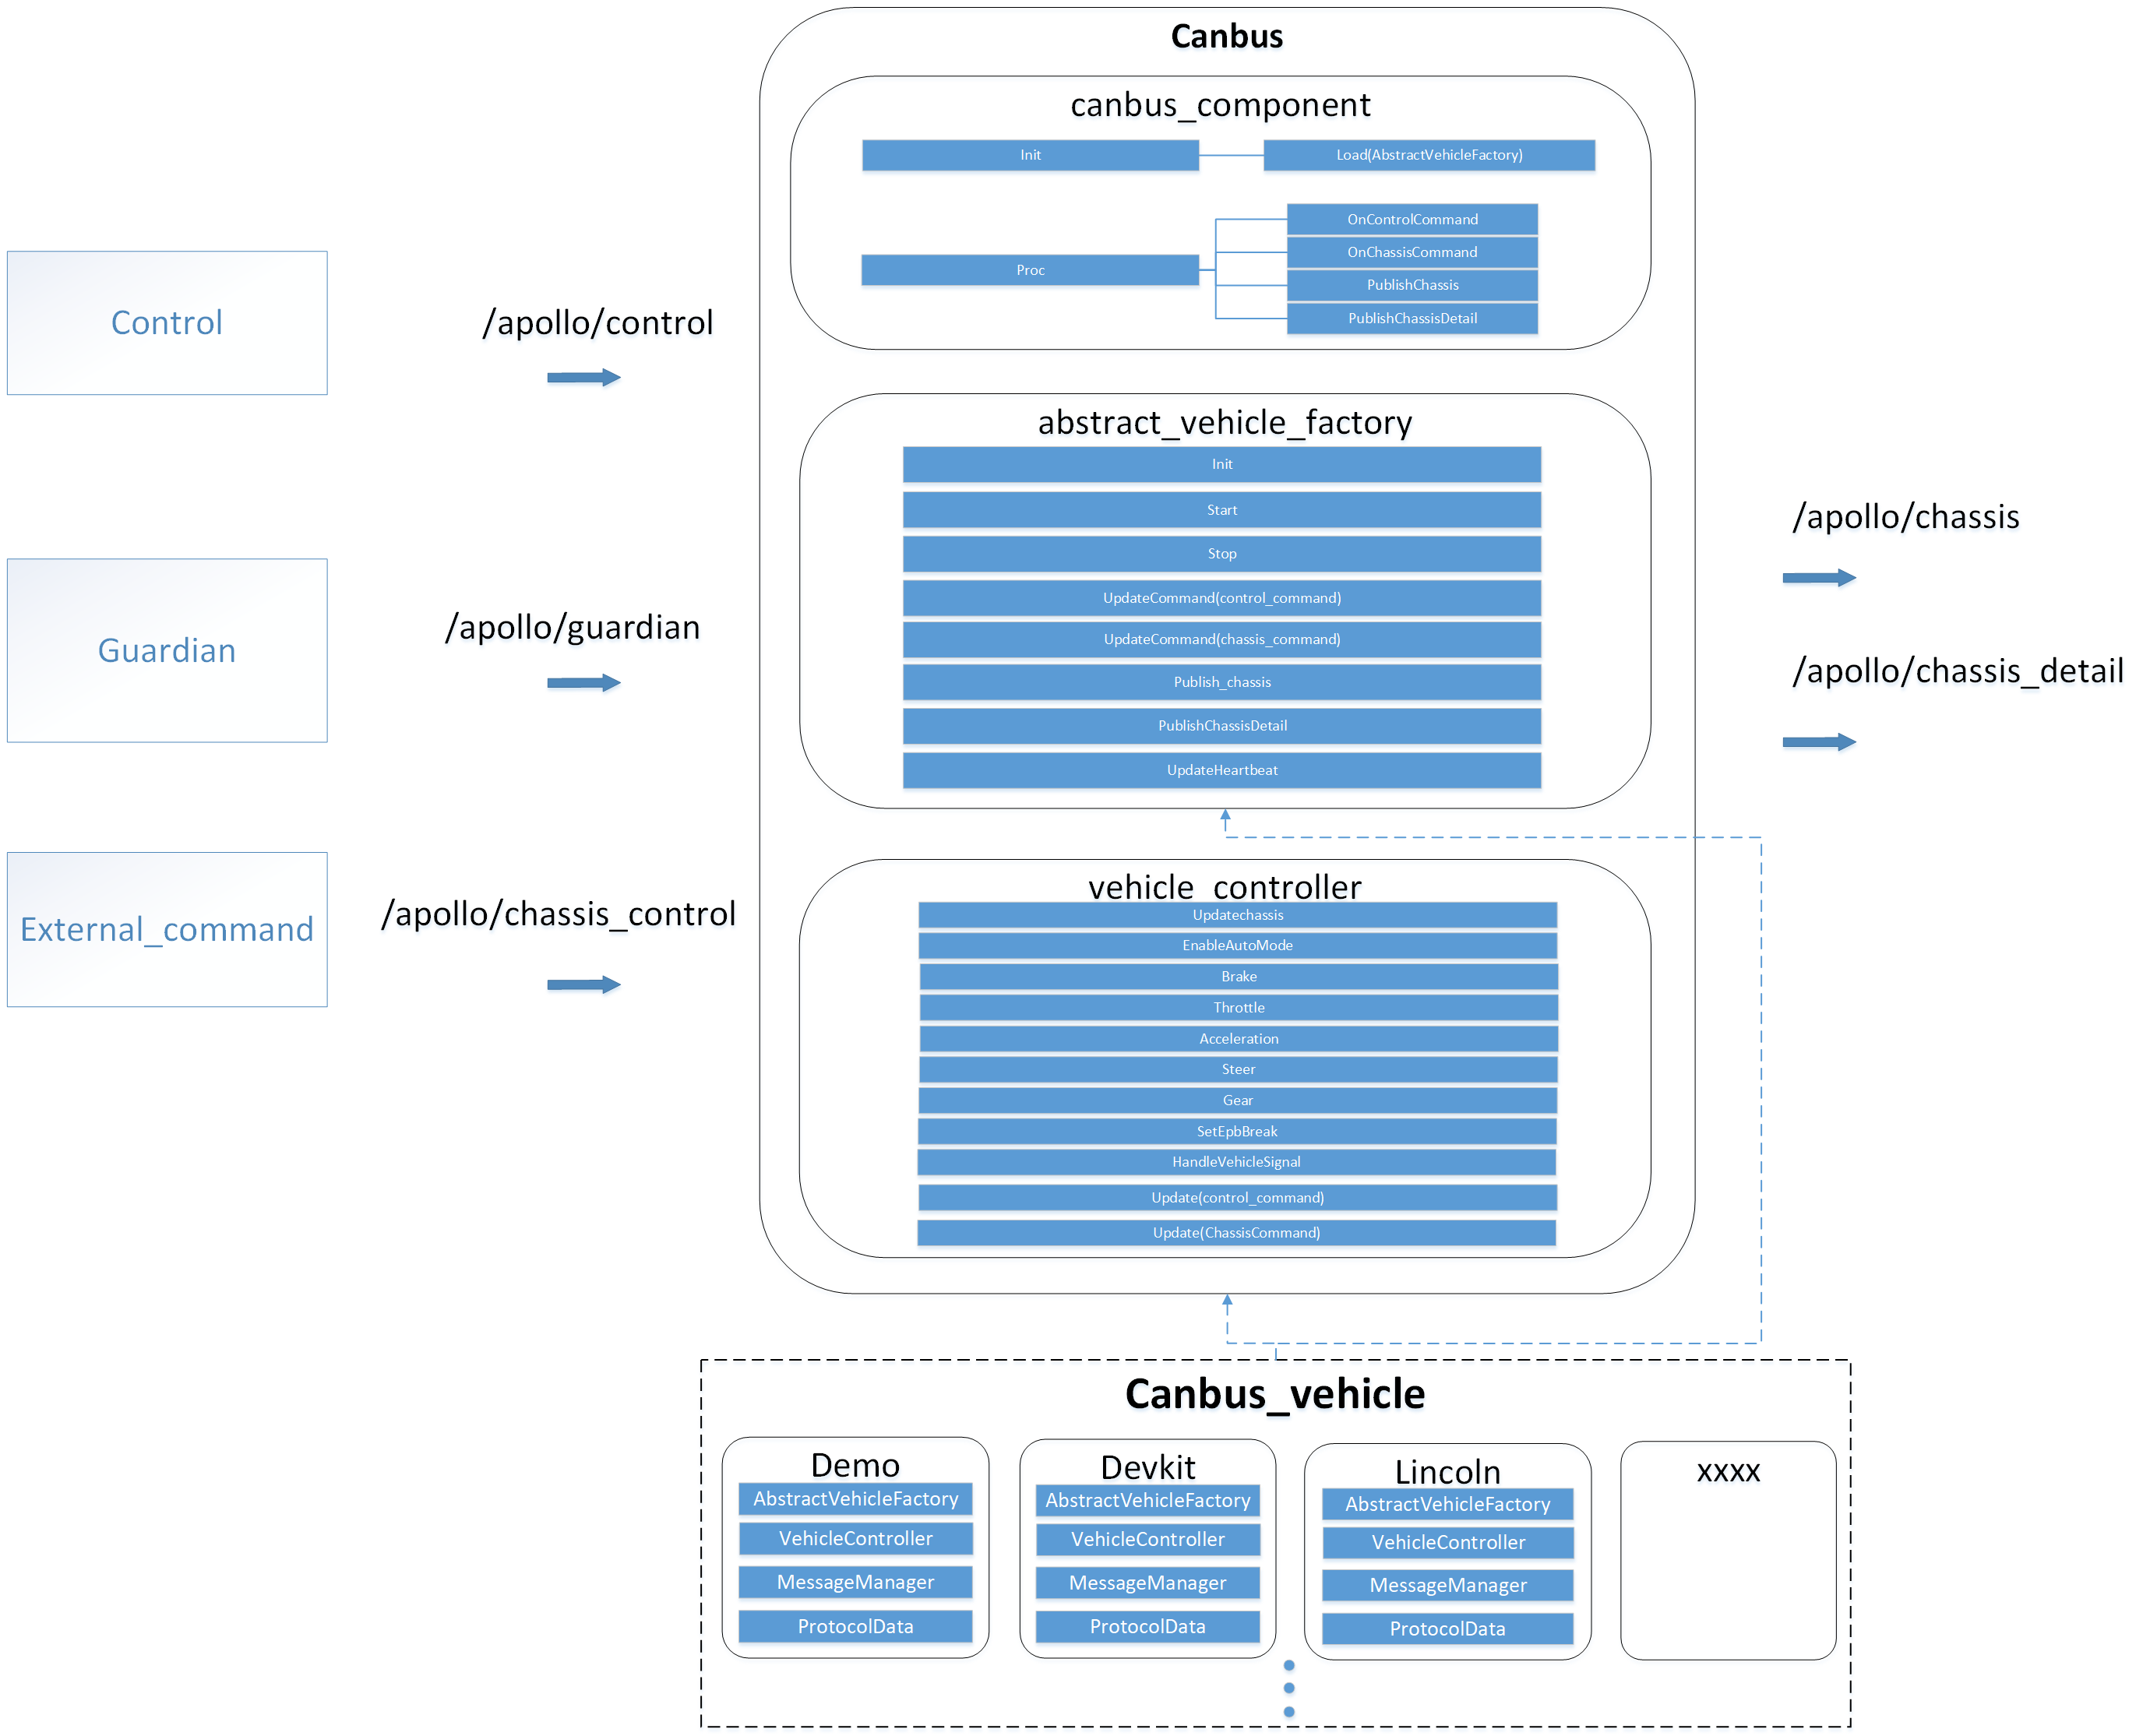 Canbus
canbus_component
Init
Load(AbstractVehicleFactory)
Proc
OnControlCommand
OnChassisCommand
PublishChassis
PublishChassisDetail
Control
/apollo/control
Guardian
/apollo/guardian
External_command
/apollo/chassis_control
abstract_vehicle_factory
Init
Start
Stop
UpdateCommand(control_command)
UpdateCommand(chassis_command)
Publish_chassis
PublishChassisDetail
UpdateHeartbeat
/apollo/chassis
/apollo/chassis_detail
vehicle_controller
Updatechassis
EnableAutoMode
Brake
Throttle
Acceleration
Steer
Gear
SetEpbBreak
HandleVehicleSignal
Update(control_command)
Update(ChassisCommand)
Canbus_vehicle
Demo
AbstractVehicleFactory
VehicleController
MessageManager
ProtocolData
Devkit
AbstractVehicleFactory
VehicleController
MessageManager
ProtocolData
Lincoln
AbstractVehicleFactory
VehicleController
MessageManager
ProtocolData
xxxx